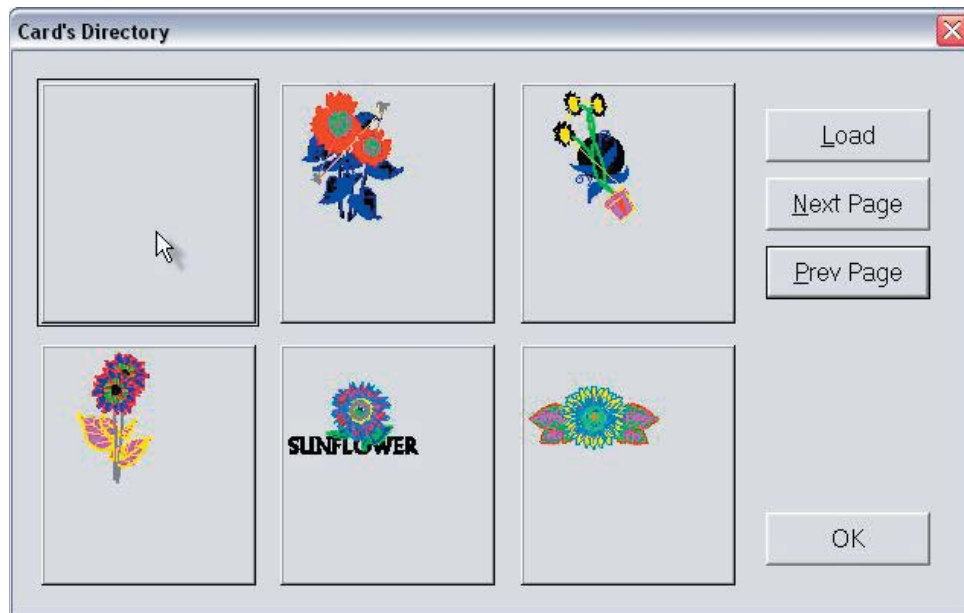 Card's Directory
Load
Next Page
Prev Page
SUNFLOWER
OK